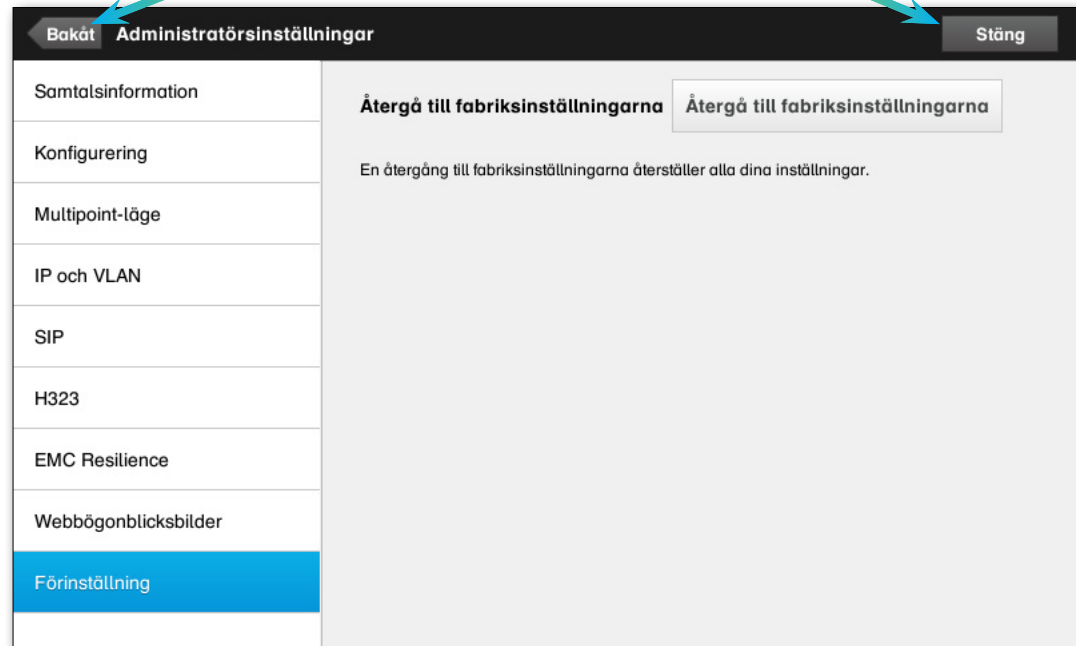 Bakåt Administratörsinställningar Stäng
Samtalsinformation
Konfigurering
Multipoint-läge
IP och VLAN
SIP
H323
EMC Resilience
Webbögonblicksbilder
Förinställning
Återgå till fabriksinställningarna Återgå till fabriksinställningarna
En återgång till fabriksinställningarna återställer alla dina inställningar.